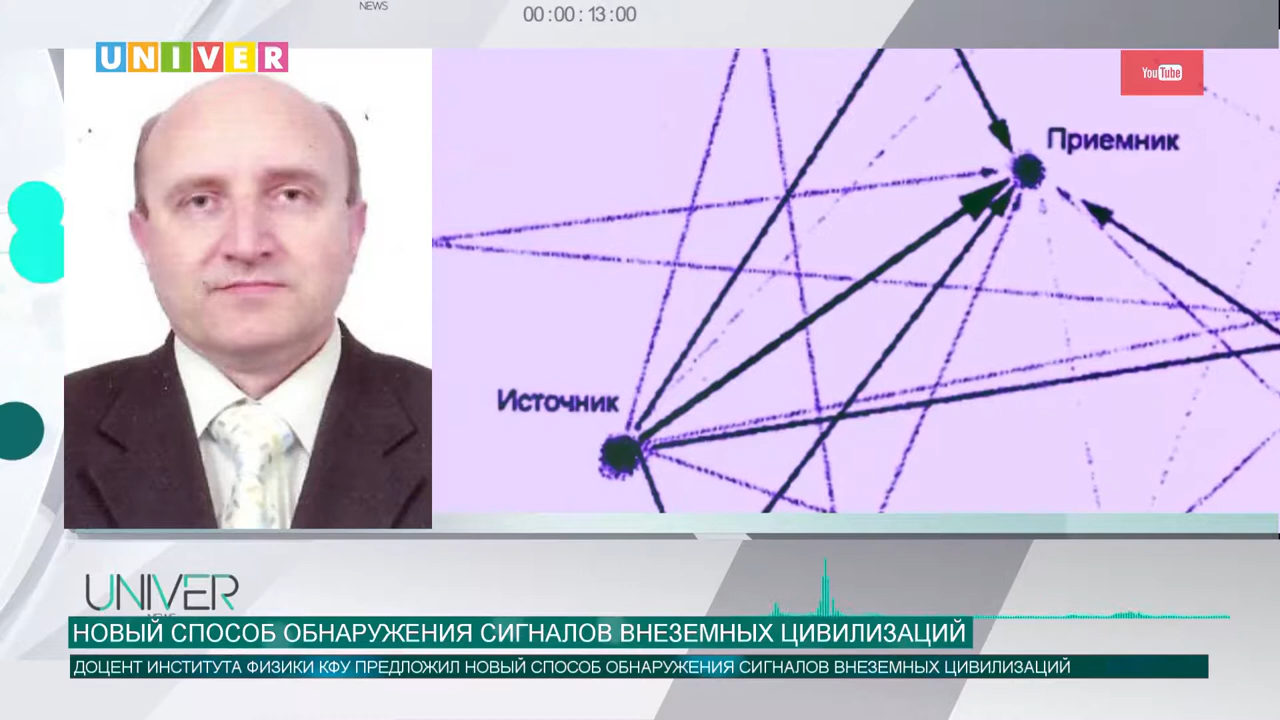 NEWS
00:00:13:00
UNIVER
YouTube
Приемник
Источник
UNIVER
НОВЫЙ СПОСОБ ОБНАРУЖЕНИЯ СИГНАЛОВ ВНЕЗЕМНЫХ ЦИВИЛИЗАЦИЙ
ДОЦЕНТ ИНСТИТУТА ФИЗИКИ КФУ ПРЕДЛОЖИЛ НОВЫЙ СПОСОБ ОБНАРУЖЕНИЯ СИГНАЛОВ ВНЕЗЕМНЫХ ЦИВИЛИЗАЦИЙ